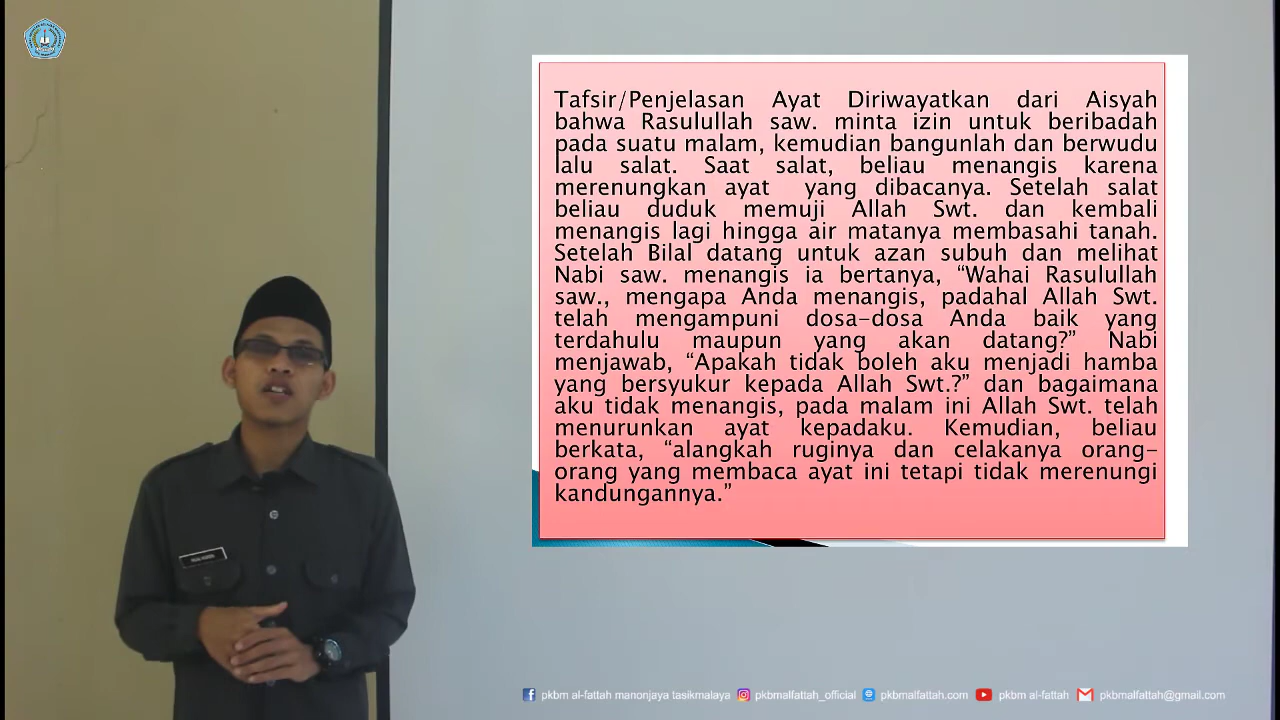 Tafsir/Penjelasan Ayat Diriwayatkan dari Aisyah
bahwa Rasulullah saw. minta izin untuk beribadah
pada suatu malam, kemudian bangunlah dan berwudu
lalu salat. Saat salat, beliau menangis karena
merenungkan ayat yang dibacanya. Setelah salat
beliau duduk memuji Allah Swt. dan kembali
menangis lagi hingga air matanya membasahi tanah.
Setelah Bilal datang untuk azan subuh dan melihat
Nabi saw. menangis ia bertanya, “Wahai Rasulullah
saw., mengapa Anda menangis, padahal Allah Swt.
telah mengampuni dosa-dosa Anda baik yang
terdahulu maupun yang akan datang?” Nabi
menjawab, “Apakah tidak boleh aku menjadi hamba
yang bersyukur kepada Allah Swt.?” dan bagaimana
aku tidak menangis, pada malam ini Allah Swt. telah
menurunkan ayat kepadaku. Kemudian, beliau
berkata, “alangkah ruginya dan celakanya orang-
orang yang membaca ayat ini tetapi tidak merenungi
kandungannya.”
pkbm al-fattah manonjaya tasikmalaya pkbmalfattah_official pkbmalfattah.com pkbm al-fattah pkbmalfattah@gmail.com